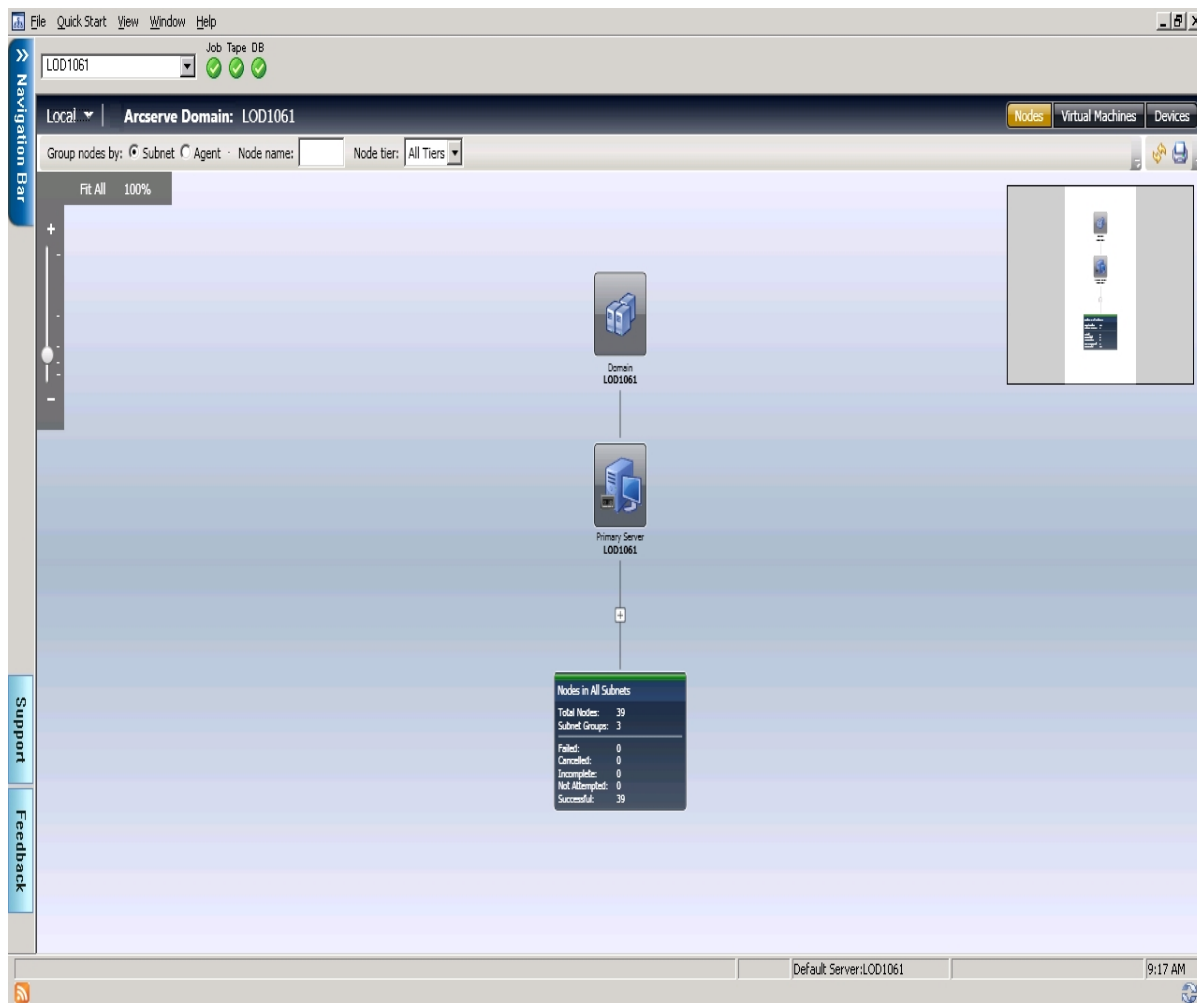 File Quick Start View Window Help
Job Tape DB
LOD1061
Navigation Bar
Local Arcserve Domain: LOD1061
Nodes Virtual Machines Devices
Group nodes by: Subnet Agent · Node name: Node tier: All Tiers
Fit All 100%
+
-
Domain
LOD1061
Primary Server
LOD1061
+
Nodes in All Subnets
Total Nodes: 39
Subnet Groups: 3
Failed: 0
Cancelled: 0
Incomplete: 0
Not Attempted: 0
Successful: 39
Support
Feedback
Default Server:LOD1061
9:17 AM